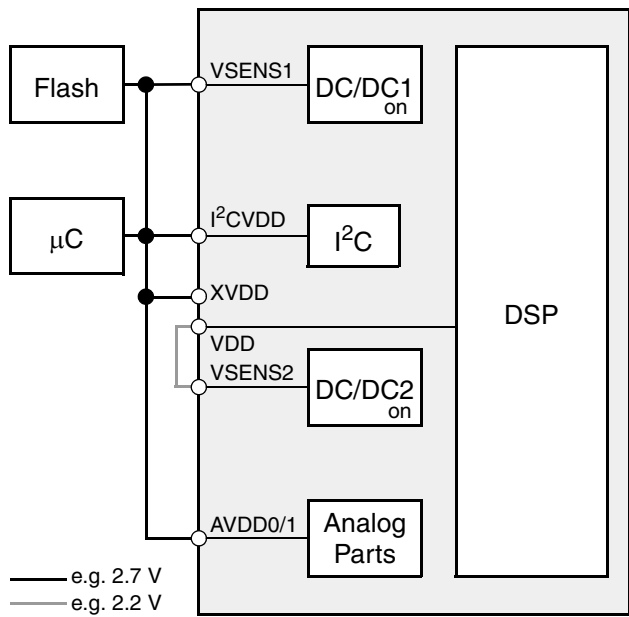 Flash
VSENS1
DC/DC1
on
μC
I²CVDD
I²C
XVDD
DSP
VDD
VSENS2
DC/DC2
on
AVDD0/1
Analog
Parts
e.g. 2.7 V
e.g. 2.2 V